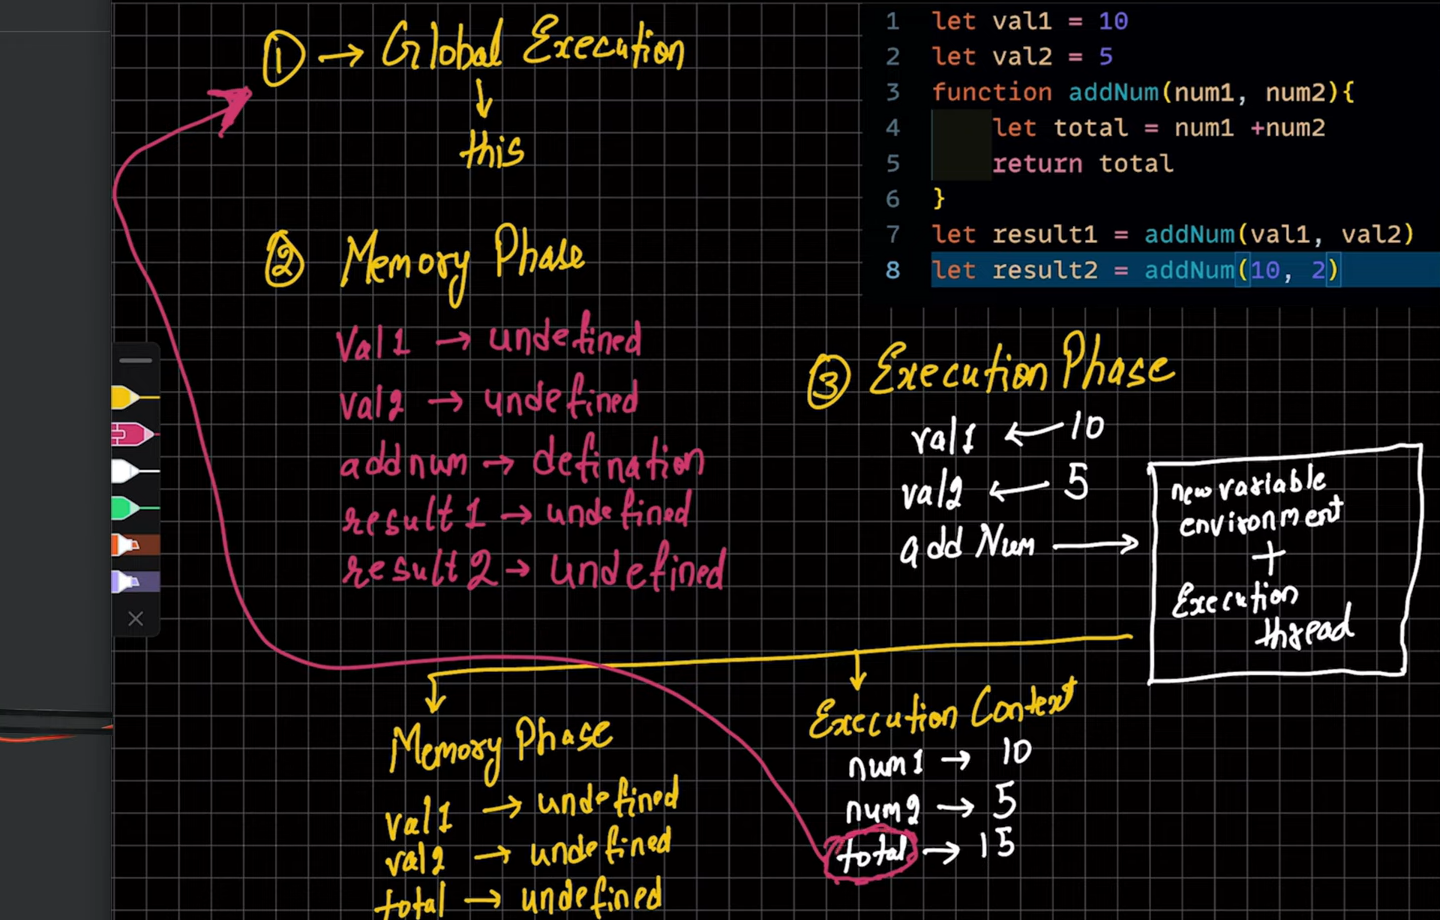 ① → Global Execution
↓
this
② Memory Phase
Val1 → undefined
val2 → undefined
addnum → defination
result1 → undefined
result2 → undefined
1 let val1 = 10
2 let val2 = 5
3 function addNum(num1, num2){
4 let total = num1 +num2
5 return total
6 }
7 let result1 = addNum(val1, val2)
8 let result2 = addNum(10, 2)
③ Execution Phase
val1 ← 10
val2 ← 5
add Num →
new variable
environment
+
Execution
thread
Memory Phase
val1 → undefined
val2 → undefined
total → undefined
Execution Context
num1 → 10
num2 → 5
total → 15